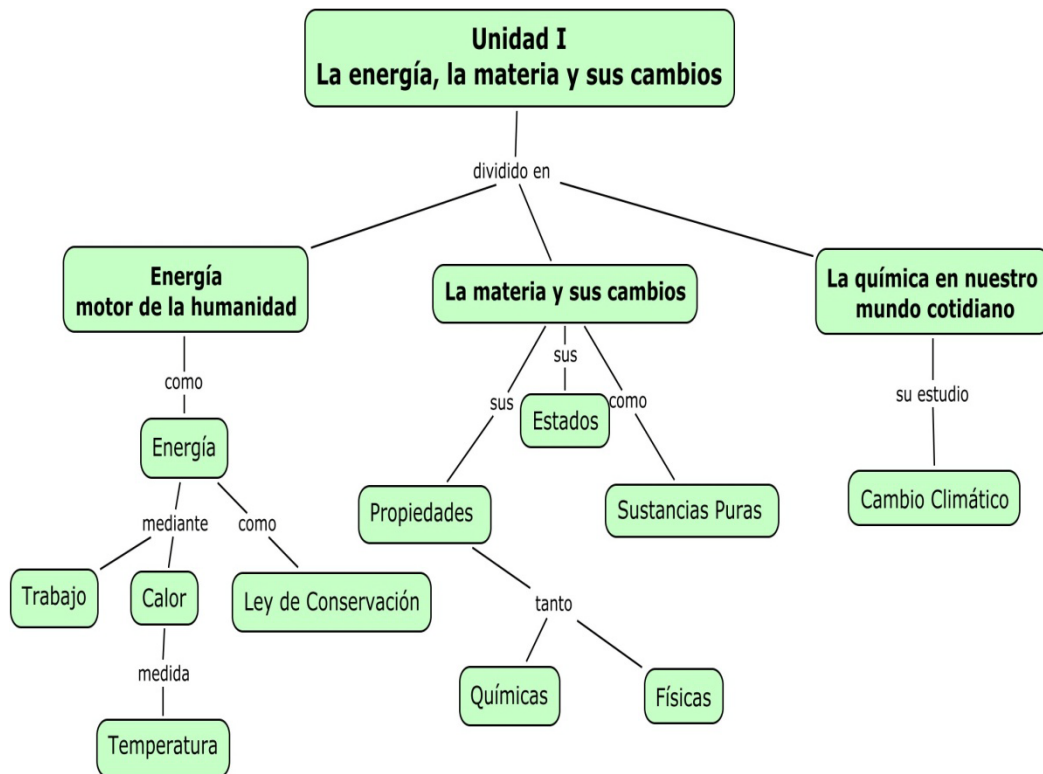 Unidad I
La energía, la materia y sus cambios
dividido en
Energía
motor de la humanidad
La materia y sus cambios
La química en nuestro
mundo cotidiano
como
sus
su estudio
sus
como
Energía
Estados
mediante
como
Propiedades
Sustancias Puras
Cambio Climático
Trabajo
Calor
Ley de Conservación
tanto
medida
Químicas
Físicas
Temperatura